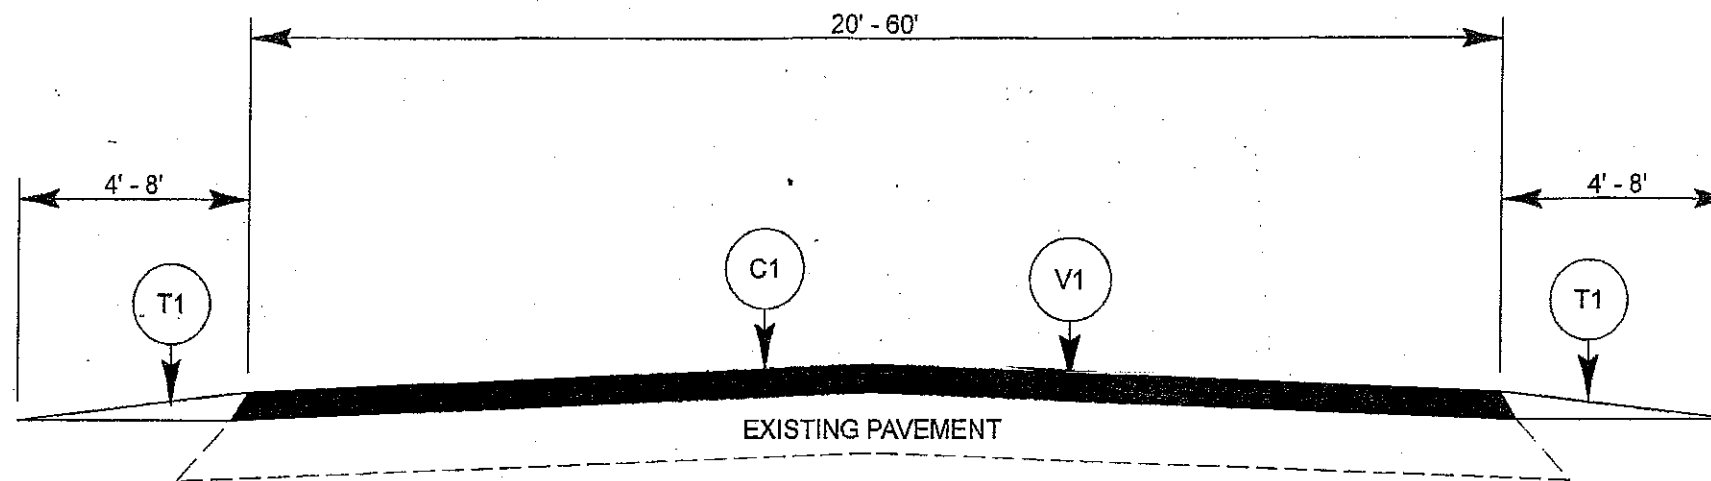 20' - 60'
4' - 8'
4' - 8'
C1
V1
T1
T1
EXISTING PAVEMENT